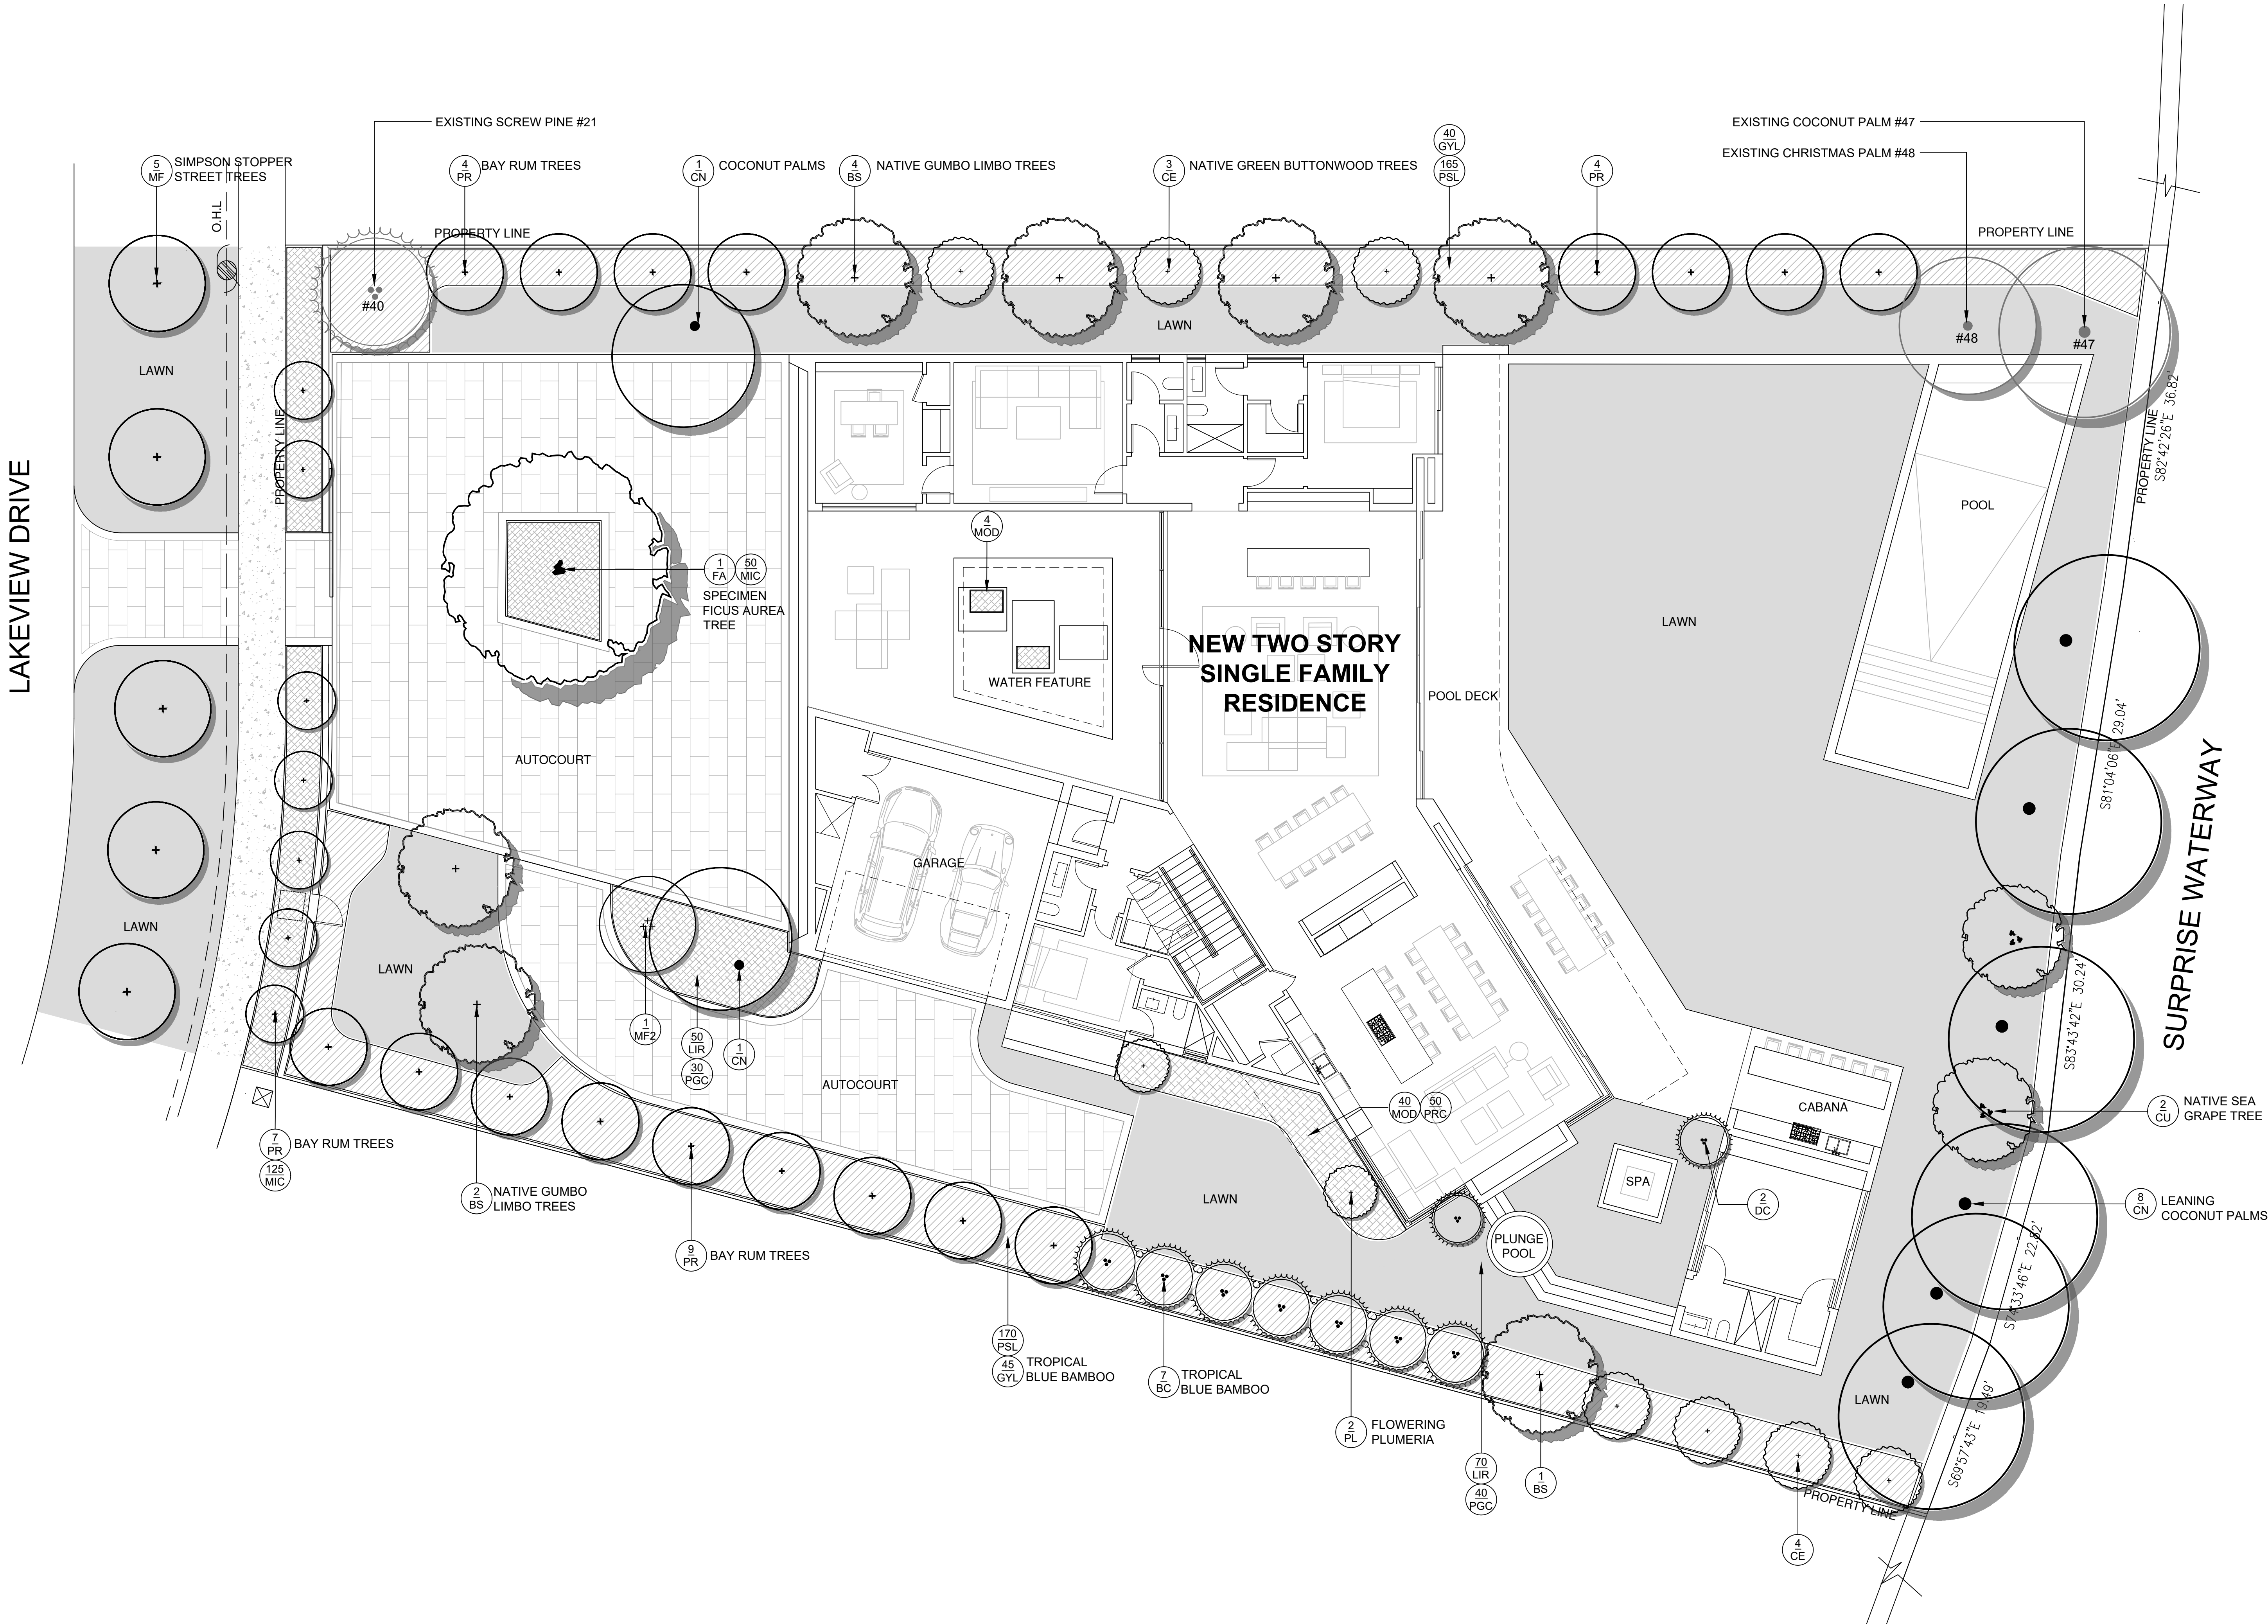 EXISTING SCREW PINE #21
EXISTING COCONUT PALM #47
EXISTING CHRISTMAS PALM #48
5
MF
SIMPSON STOPPER
STREET TREES
O.H.L
4
PR
BAY RUM TREES
1
CN
COCONUT PALMS
4
BS
NATIVE GUMBO LIMBO TREES
3
CE
NATIVE GREEN BUTTONWOOD TREES
40
GYL
165
PSL
4
PR
PROPERTY LINE
PROPERTY LINE
#40
LAWN
#48
#47
LAWN
PROPERTY LINE
PROPERTY LINE
S82°42'26"E 36.82'
LAKEVIEW DRIVE
POOL
4
MOD
1
FA
50
MIC
SPECIMEN
FICUS AUREA
TREE
WATER FEATURE
NEW TWO STORY
SINGLE FAMILY
RESIDENCE
POOL DECK
LAWN
AUTOCOURT
S81°04'06"E 29.04'
SURPRISE WATERWAY
GARAGE
LAWN
LAWN
1
MF2
50
LIR
30
PGC
1
CN
AUTOCOURT
S83°43'42"E 30.24'
40
MOD
50
PRC
CABANA
2
CU
NATIVE SEA
GRAPE TREE
7
PR
125
MIC
BAY RUM TREES
2
BS
NATIVE GUMBO
LIMBO TREES
LAWN
SPA
2
DC
8
CN
LEANING
COCONUT PALMS
9
PR
BAY RUM TREES
PLUNGE
POOL
S74°33'46"E 22.82'
170
PSL
45
GYL
TROPICAL
BLUE BAMBOO
7
BC
TROPICAL
BLUE BAMBOO
2
PL
FLOWERING
PLUMERIA
70
LIR
40
PGC
1
BS
LAWN
S69°57'43"E 19.49'
PROPERTY LINE
4
CE